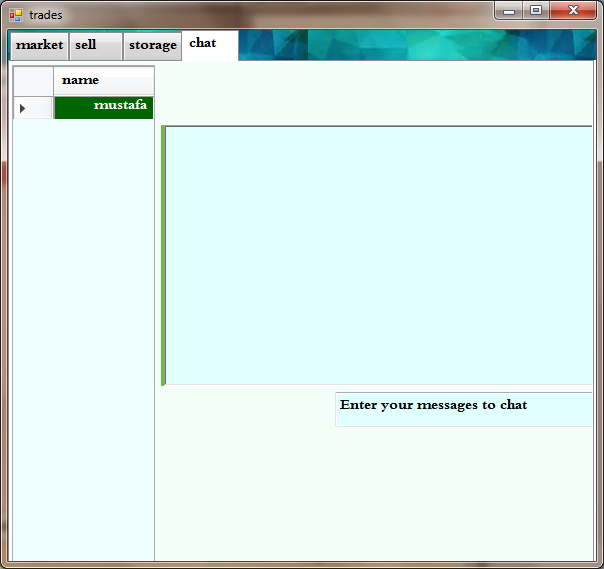 trades
market sell storage chat
name
mustafa
Enter your messages to chat